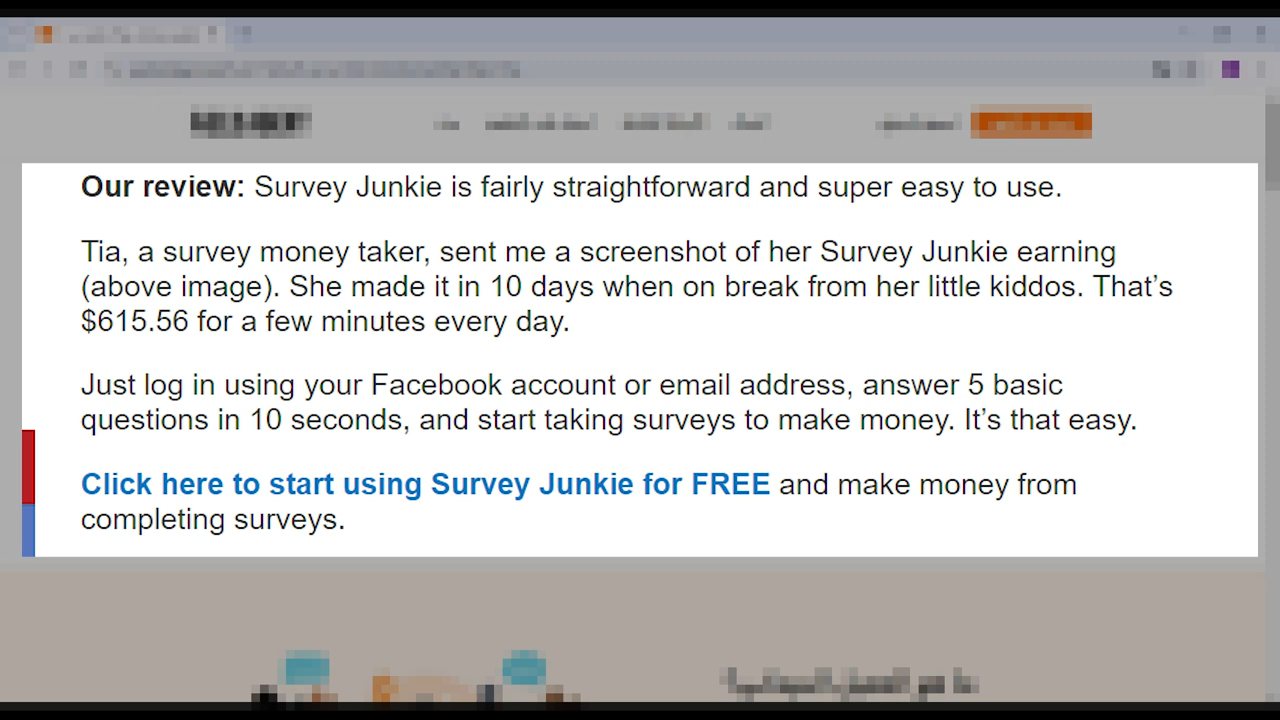 Our review: Survey Junkie is fairly straightforward and super easy to use.
Tia, a survey money taker, sent me a screenshot of her Survey Junkie earning
(above image). She made it in 10 days when on break from her little kiddos. That’s
$615.56 for a few minutes every day.
Just log in using your Facebook account or email address, answer 5 basic
questions in 10 seconds, and start taking surveys to make money. It’s that easy.
Click here to start using Survey Junkie for FREE and make money from
completing surveys.